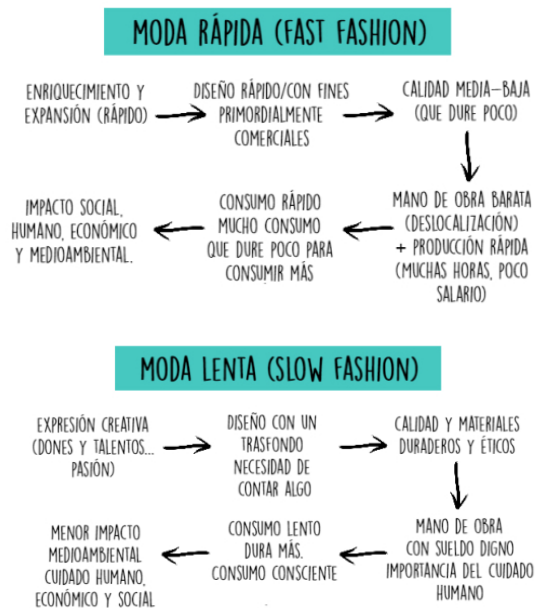 MODA RÁPIDA (FAST FASHION)
ENRIQUECIMIENTO Y
EXPANSIÓN (RÁPIDO)
DISEÑO RÁPIDO/CON FINES
PRIMORDIALMENTE
COMERCIALES
CALIDAD MEDIA-BAJA
(QUE DURE POCO)
MANO DE OBRA BARATA
(DESLOCALIZACIÓN)
+ PRODUCCIÓN RÁPIDA
(MUCHAS HORAS, POCO
SALARIO)
CONSUMO RÁPIDO
MUCHO CONSUMO
QUE DURE POCO PARA
CONSUMIR MÁS
IMPACTO SOCIAL,
HUMANO, ECONÓMICO
Y MEDIOAMBIENTAL.
MODA LENTA (SLOW FASHION)
EXPRESIÓN CREATIVA
(DONES Y TALENTOS...
PASIÓN)
DISEÑO CON UN
TRASFONDO
NECESIDAD DE
CONTAR ALGO
CALIDAD Y MATERIALES
DURADEROS Y ÉTICOS
MANO DE OBRA
CON SUELDO DIGNO
IMPORTANCIA DEL CUIDADO
HUMANO
CONSUMO LENTO
DURA MÁS.
CONSUMO CONSCIENTE
MENOR IMPACTO
MEDIOAMBIENTAL
CUIDADO HUMANO,
ECONÓMICO Y SOCIAL